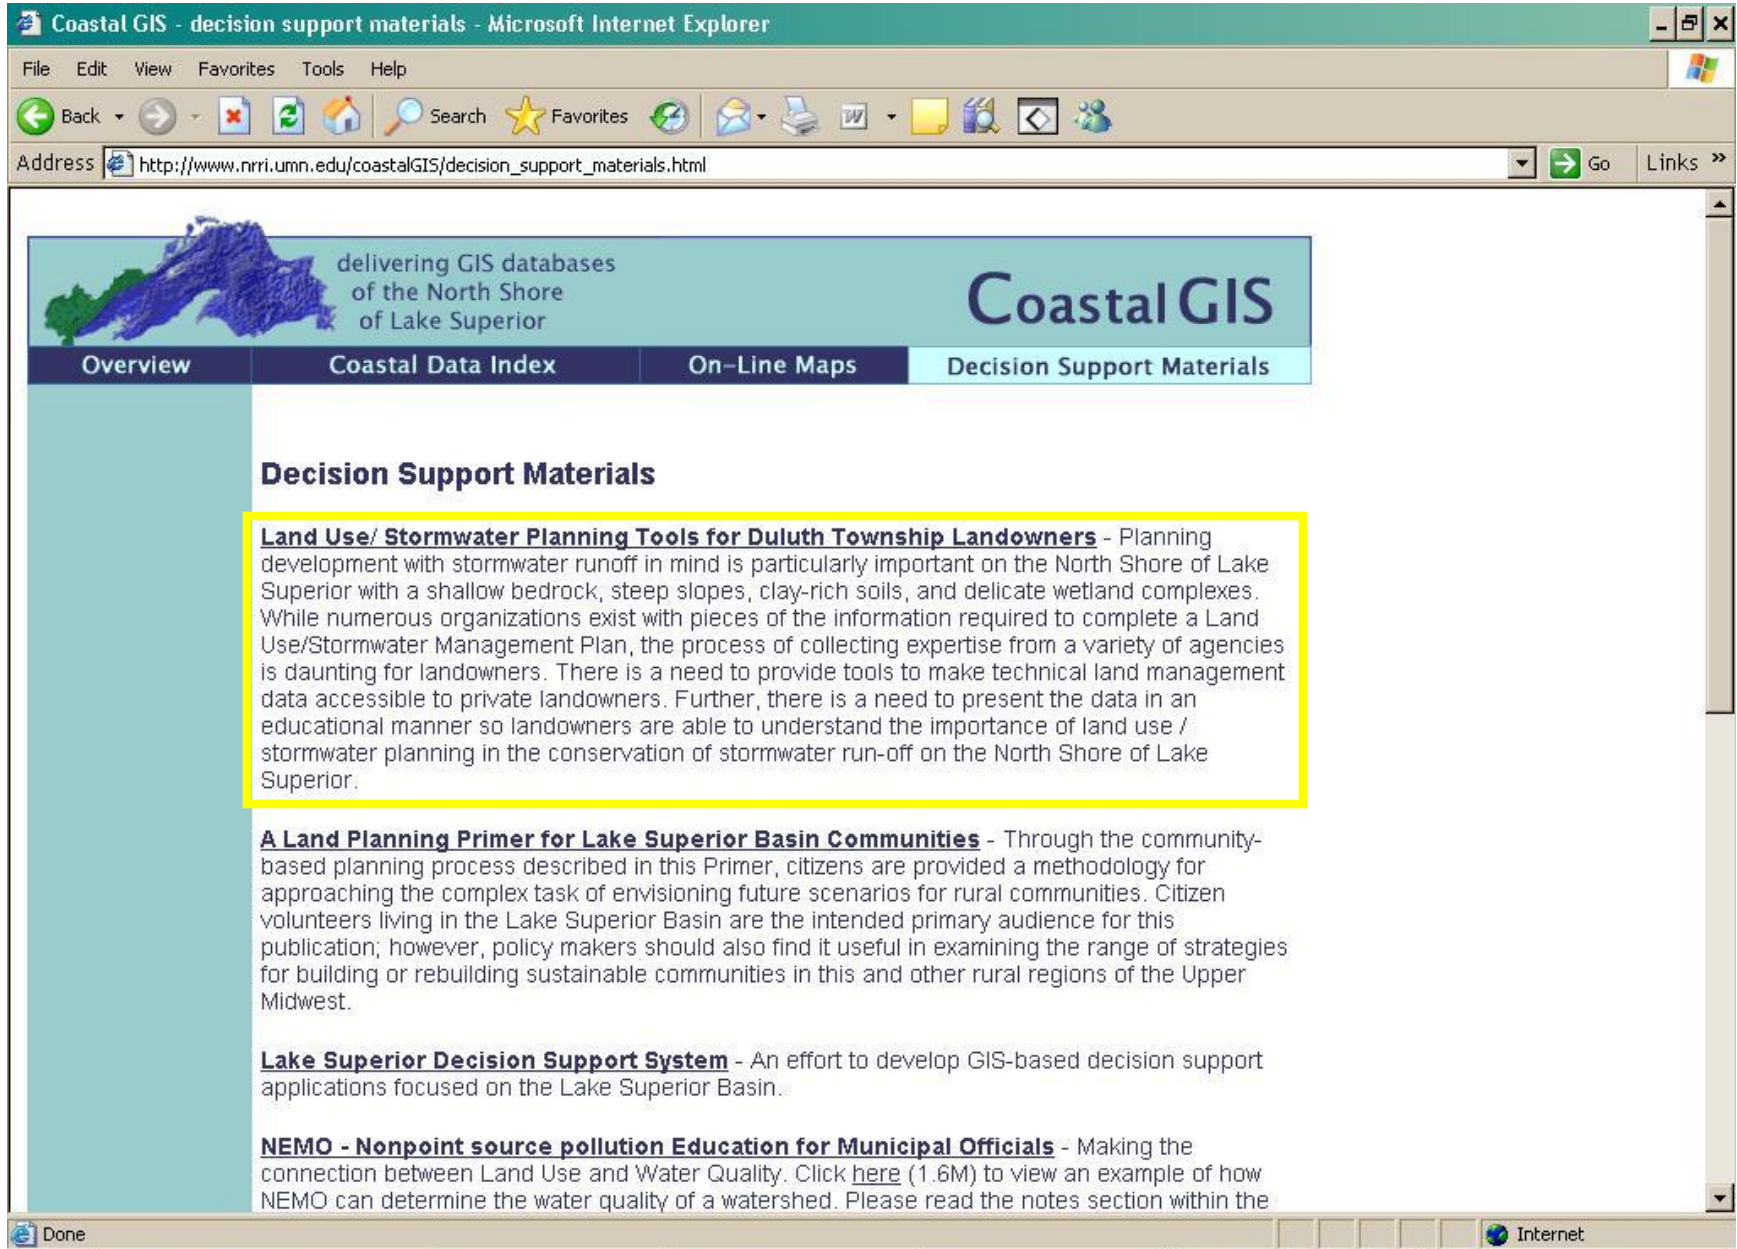 Coastal GIS - decision support materials - Microsoft Internet Explorer
File Edit View Favorites Tools Help
Back Search Favorites
Address http://www.nrri.umn.edu/coastalGIS/decision_support_materials.html Go Links »
delivering GIS databases
of the North Shore
of Lake Superior
Coastal GIS
Overview Coastal Data Index On-Line Maps Decision Support Materials
Decision Support Materials
Land Use/ Stormwater Planning Tools for Duluth Township Landowners - Planning
development with stormwater runoff in mind is particularly important on the North Shore of Lake
Superior with a shallow bedrock, steep slopes, clay-rich soils, and delicate wetland complexes.
While numerous organizations exist with pieces of the information required to complete a Land
Use/Stormwater Management Plan, the process of collecting expertise from a variety of agencies
is daunting for landowners. There is a need to provide tools to make technical land management
data accessible to private landowners. Further, there is a need to present the data in an
educational manner so landowners are able to understand the importance of land use /
stormwater planning in the conservation of stormwater run-off on the North Shore of Lake
Superior.
A Land Planning Primer for Lake Superior Basin Communities - Through the community-
based planning process described in this Primer, citizens are provided a methodology for
approaching the complex task of envisioning future scenarios for rural communities. Citizen
volunteers living in the Lake Superior Basin are the intended primary audience for this
publication; however, policy makers should also find it useful in examining the range of strategies
for building or rebuilding sustainable communities in this and other rural regions of the Upper
Midwest.
Lake Superior Decision Support System - An effort to develop GIS-based decision support
applications focused on the Lake Superior Basin.
NEMO - Nonpoint source pollution Education for Municipal Officials - Making the
connection between Land Use and Water Quality. Click here (1.6M) to view an example of how
NEMO can determine the water quality of a watershed. Please read the notes section within the
Done Internet